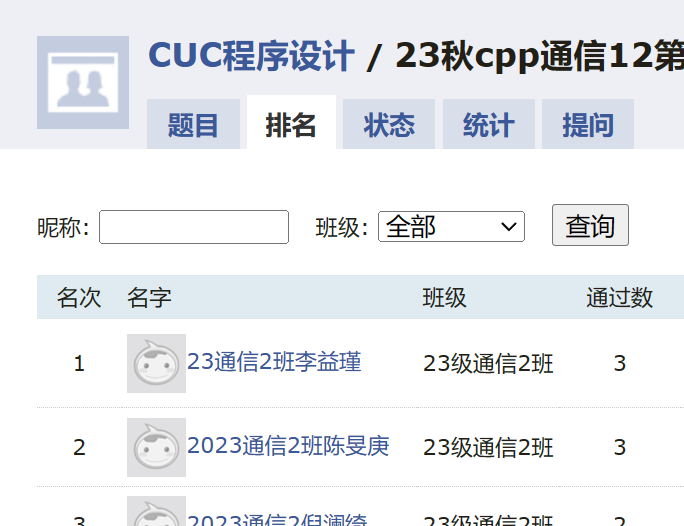 CUC程序设计 / 23秋cpp通信12第
题目 排名 状态 统计 提问
昵称: 班级: 全部 查询
名次 名字 班级 通过数
1 23通信2班李益瑾 23级通信2班 3
2 2023通信2班陈旻庚 23级通信2班 3
3 2023通信2倪澜绮 23级通信2班 2